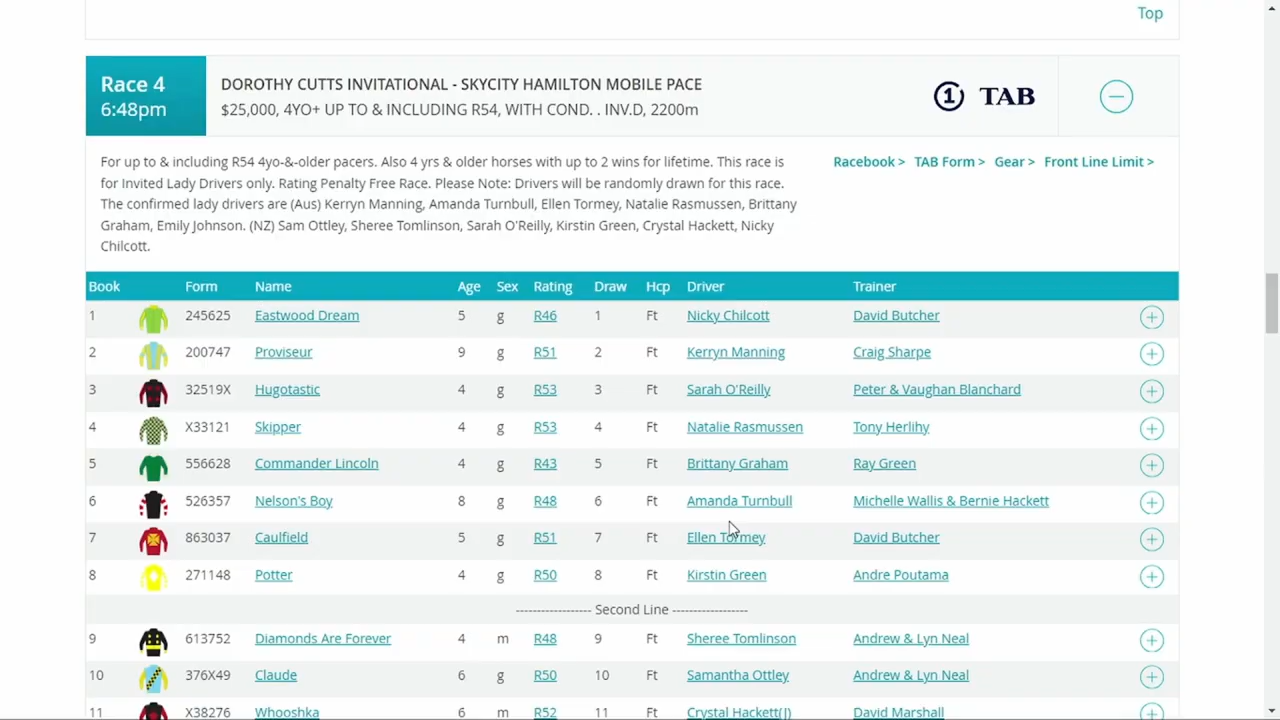 Top
Race 4
6:48pm
DOROTHY CUTTS INVITATIONAL - SKYCITY HAMILTON MOBILE PACE
$25,000, 4YO+ UP TO & INCLUDING R54, WITH COND. . INV.D, 2200m
1 TAB
For up to & including R54 4yo-&-older pacers. Also 4 yrs & older horses with up to 2 wins for lifetime. This race is
for Invited Lady Drivers only. Rating Penalty Free Race. Please Note: Drivers will be randomly drawn for this race.
The confirmed lady drivers are (Aus) Kerryn Manning, Amanda Turnbull, Ellen Tormey, Natalie Rasmussen, Brittany
Graham, Emily Johnson. (NZ) Sam Ottley, Sheree Tomlinson, Sarah O'Reilly, Kirstin Green, Crystal Hackett, Nicky
Chilcott.
Racebook > TAB Form > Gear > Front Line Limit >
Book Form Name Age Sex Rating Draw Hcp Driver Trainer
1 245625 Eastwood Dream 5 g R46 1 Ft Nicky Chilcott David Butcher
2 200747 Proviseur 9 g R51 2 Ft Kerryn Manning Craig Sharpe
3 32519X Hugotastic 4 g R53 3 Ft Sarah O'Reilly Peter & Vaughan Blanchard
4 X33121 Skipper 4 g R53 4 Ft Natalie Rasmussen Tony Herlihy
5 556628 Commander Lincoln 4 g R43 5 Ft Brittany Graham Ray Green
6 526357 Nelson's Boy 8 g R48 6 Ft Amanda Turnbull Michelle Wallis & Bernie Hackett
7 863037 Caulfield 5 g R51 7 Ft Ellen Tormey David Butcher
8 271148 Potter 4 g R50 8 Ft Kirstin Green Andre Poutama
------------------ Second Line ------------------
9 613752 Diamonds Are Forever 4 m R48 9 Ft Sheree Tomlinson Andrew & Lyn Neal
10 376X49 Claude 6 g R50 10 Ft Samantha Ottley Andrew & Lyn Neal
11 X38276 Whooshka 6 m R52 11 Ft Crystal Hackett(J) David Marshall